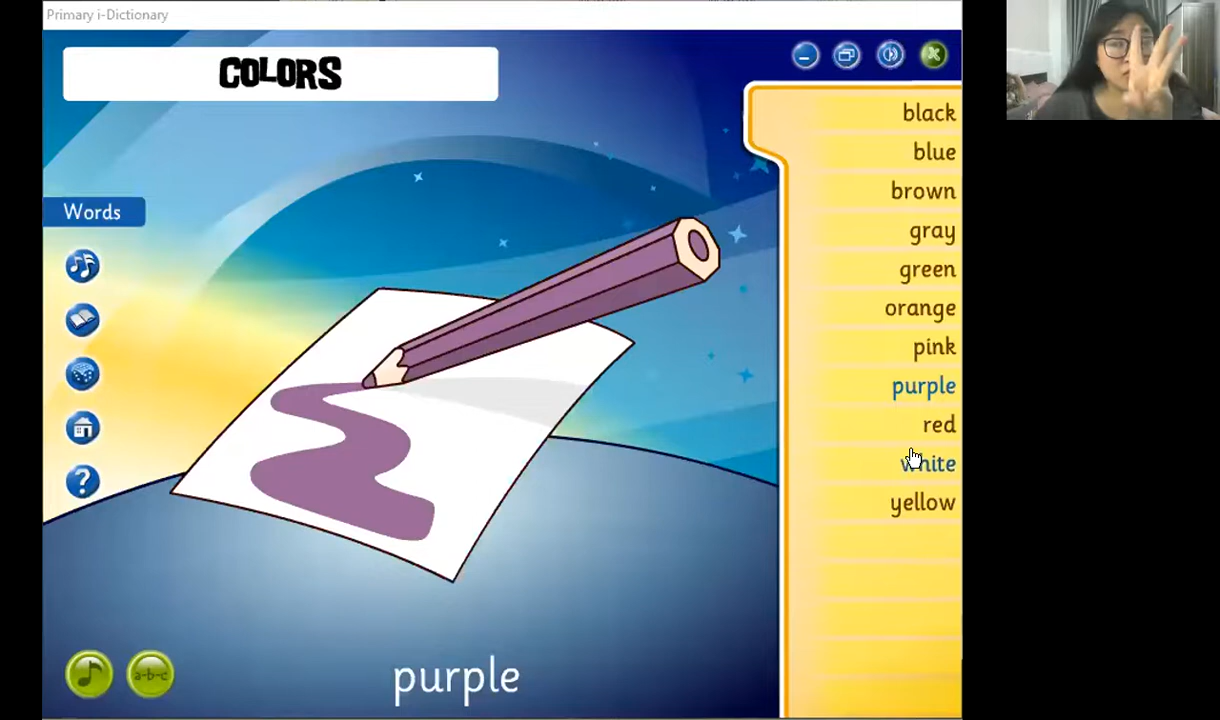 Primary i-Dictionary
COLORS
Words
black
blue
brown
gray
green
orange
pink
purple
red
white
yellow
a-b-c
purple